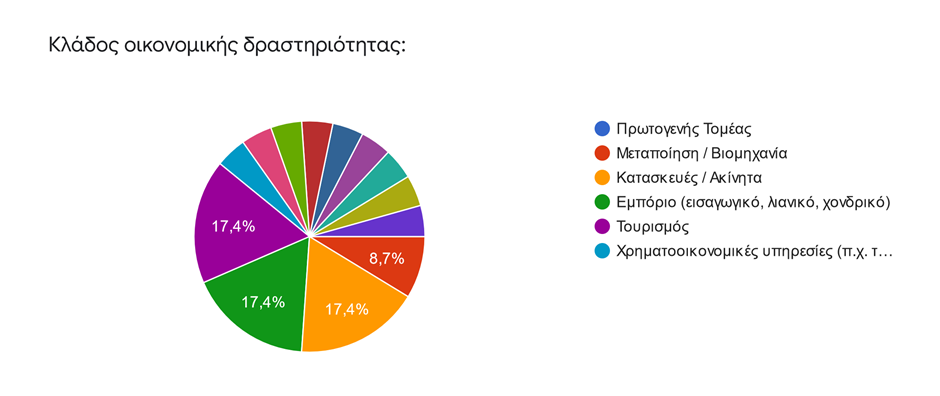 Κλάδος οικονομικής δραστηριότητας:
Πρωτογενής Τομέας
Μεταποίηση / Βιομηχανία
Κατασκευές / Ακίνητα
Εμπόριο (εισαγωγικό, λιανικό, χονδρικό)
Τουρισμός
Χρηματοοικονομικές υπηρεσίες (π.χ. τ…
17,4%
8,7%
17,4%
17,4%